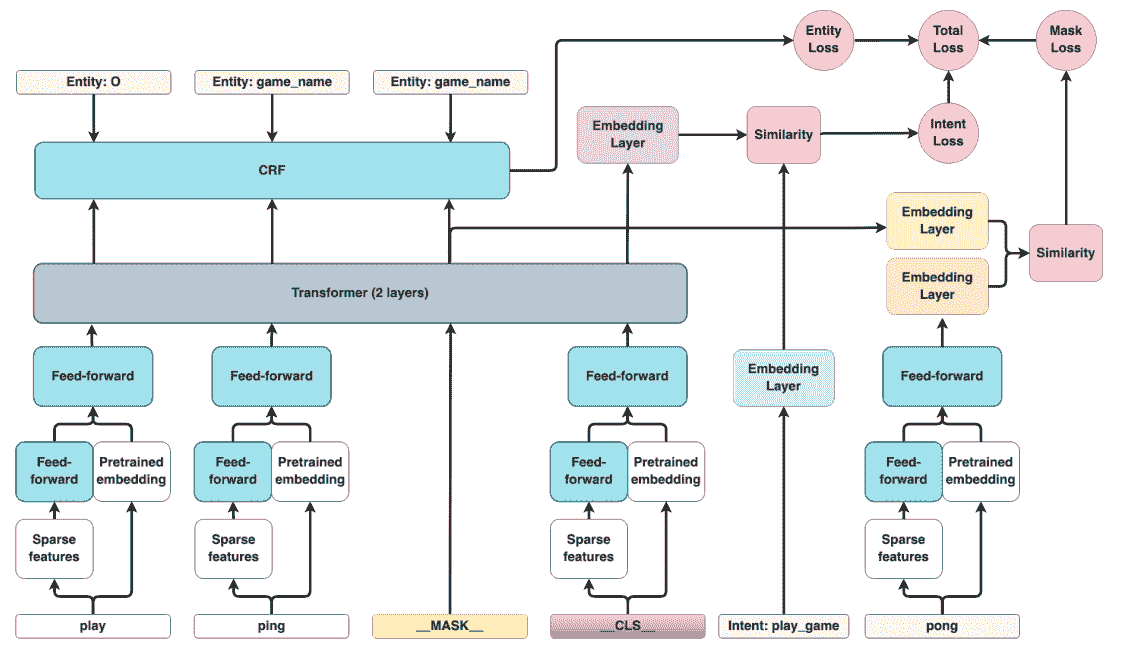 Entity
Loss
Total
Loss
Mask
Loss
Entity: O
Entity: game_name
Entity: game_name
Embedding
Layer
Similarity
Intent
Loss
CRF
Embedding
Layer
Similarity
Embedding
Layer
Transformer (2 layers)
Feed-forward
Feed-forward
Feed-forward
Embedding
Layer
Feed-forward
Feed-
forward
Pretrained
embedding
Feed-
forward
Pretrained
embedding
Feed-
forward
Pretrained
embedding
Feed-
forward
Pretrained
embedding
Sparse
features
Sparse
features
Sparse
features
Sparse
features
play
ping
__MASK__
__CLS__
Intent: play_game
pong